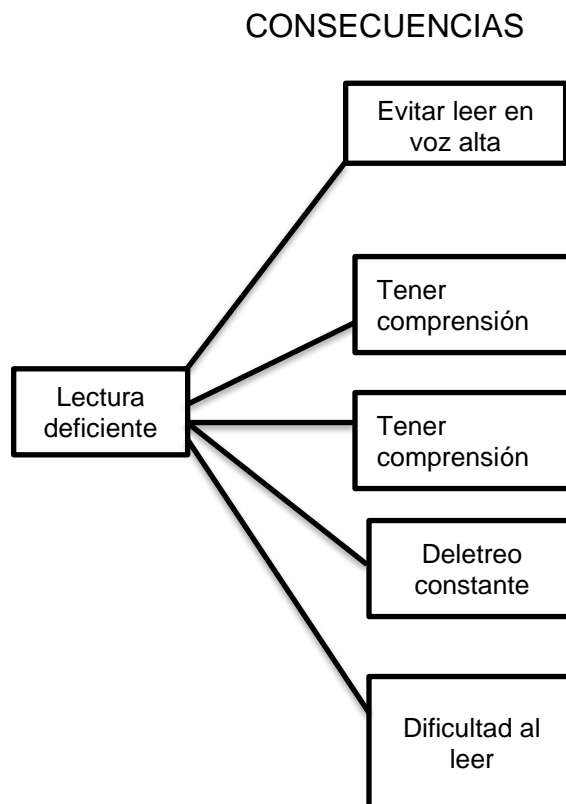 CONSECUENCIAS
Evitar leer en
voz alta
Tener
comprensión
Lectura
deficiente
Tener
comprensión
Deletreo
constante
Dificultad al
leer